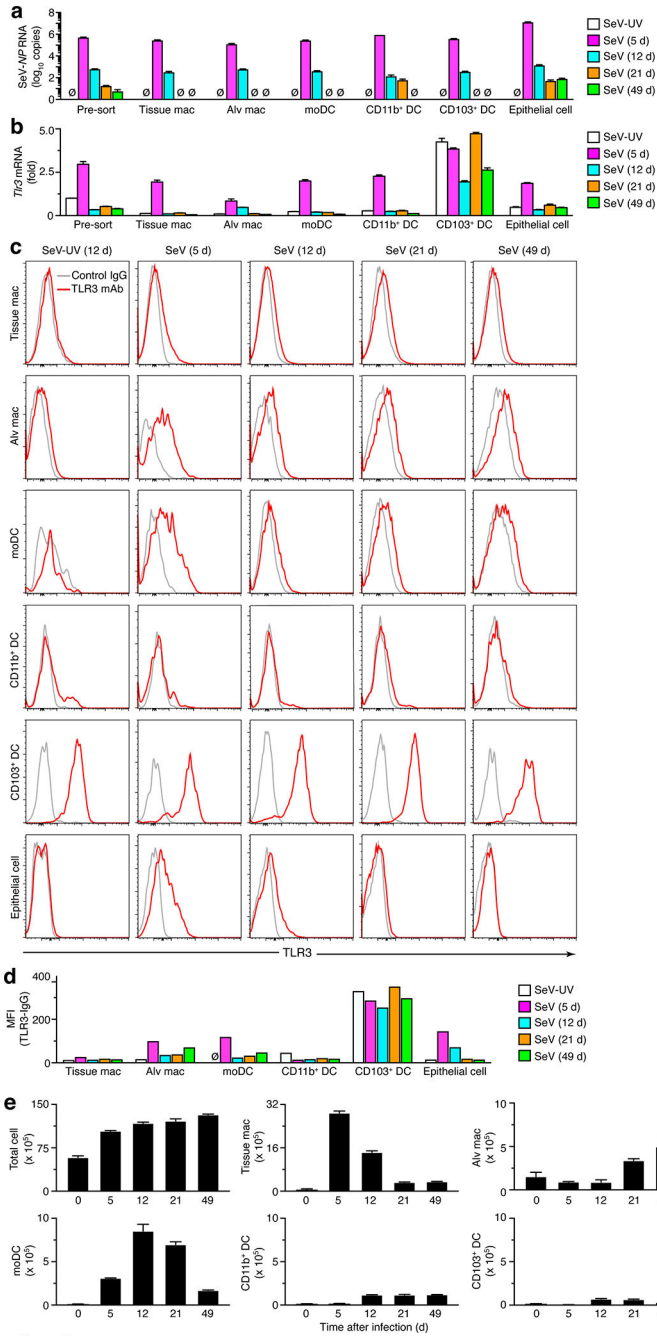 a
SeV-NP RNA
(log10 copies)
8
7
6
5
4
3
2
1
0
Ø Ø Ø Ø Ø Ø Ø Ø Ø Ø Ø Ø Ø Ø Ø Ø
Pre-sort Tissue mac Alv mac moDC CD11b+ DC CD103+ DC Epithelial cell
SeV-UV
SeV (5 d)
SeV (12 d)
SeV (21 d)
SeV (49 d)
b
Tlr3 mRNA
(fold)
5.0
2.5
0
Pre-sort Tissue mac Alv mac moDC CD11b+ DC CD103+ DC Epithelial cell
SeV-UV
SeV (5 d)
SeV (12 d)
SeV (21 d)
SeV (49 d)
c
SeV-UV (12 d) SeV (5 d) SeV (12 d) SeV (21 d) SeV (49 d)
Control IgG
TLR3 mAb
Tissue mac
Alv mac
moDC
CD11b+ DC
CD103+ DC
Epithelial cell
TLR3
d
MFI
(TLR3-IgG)
400
200
0
Ø
Tissue mac Alv mac moDC CD11b+ DC CD103+ DC Epithelial cell
SeV-UV
SeV (5 d)
SeV (12 d)
SeV (21 d)
SeV (49 d)
e
Total cell
(x 10⁵)
150
75
0
0 5 12 21 49
Tissue mac
(x 10⁵)
32
16
0
0 5 12 21 49
Alv mac
(x 10⁵)
10
5
0
0 5 12 21
moDC
(x 10⁵)
10
5
0
0 5 12 21 49
CD11b+ DC
(x 10⁵)
10
5
0
0 5 12 21 49
CD103+ DC
(x 10⁵)
10
5
0
0 5 12 21
Time after infection (d)